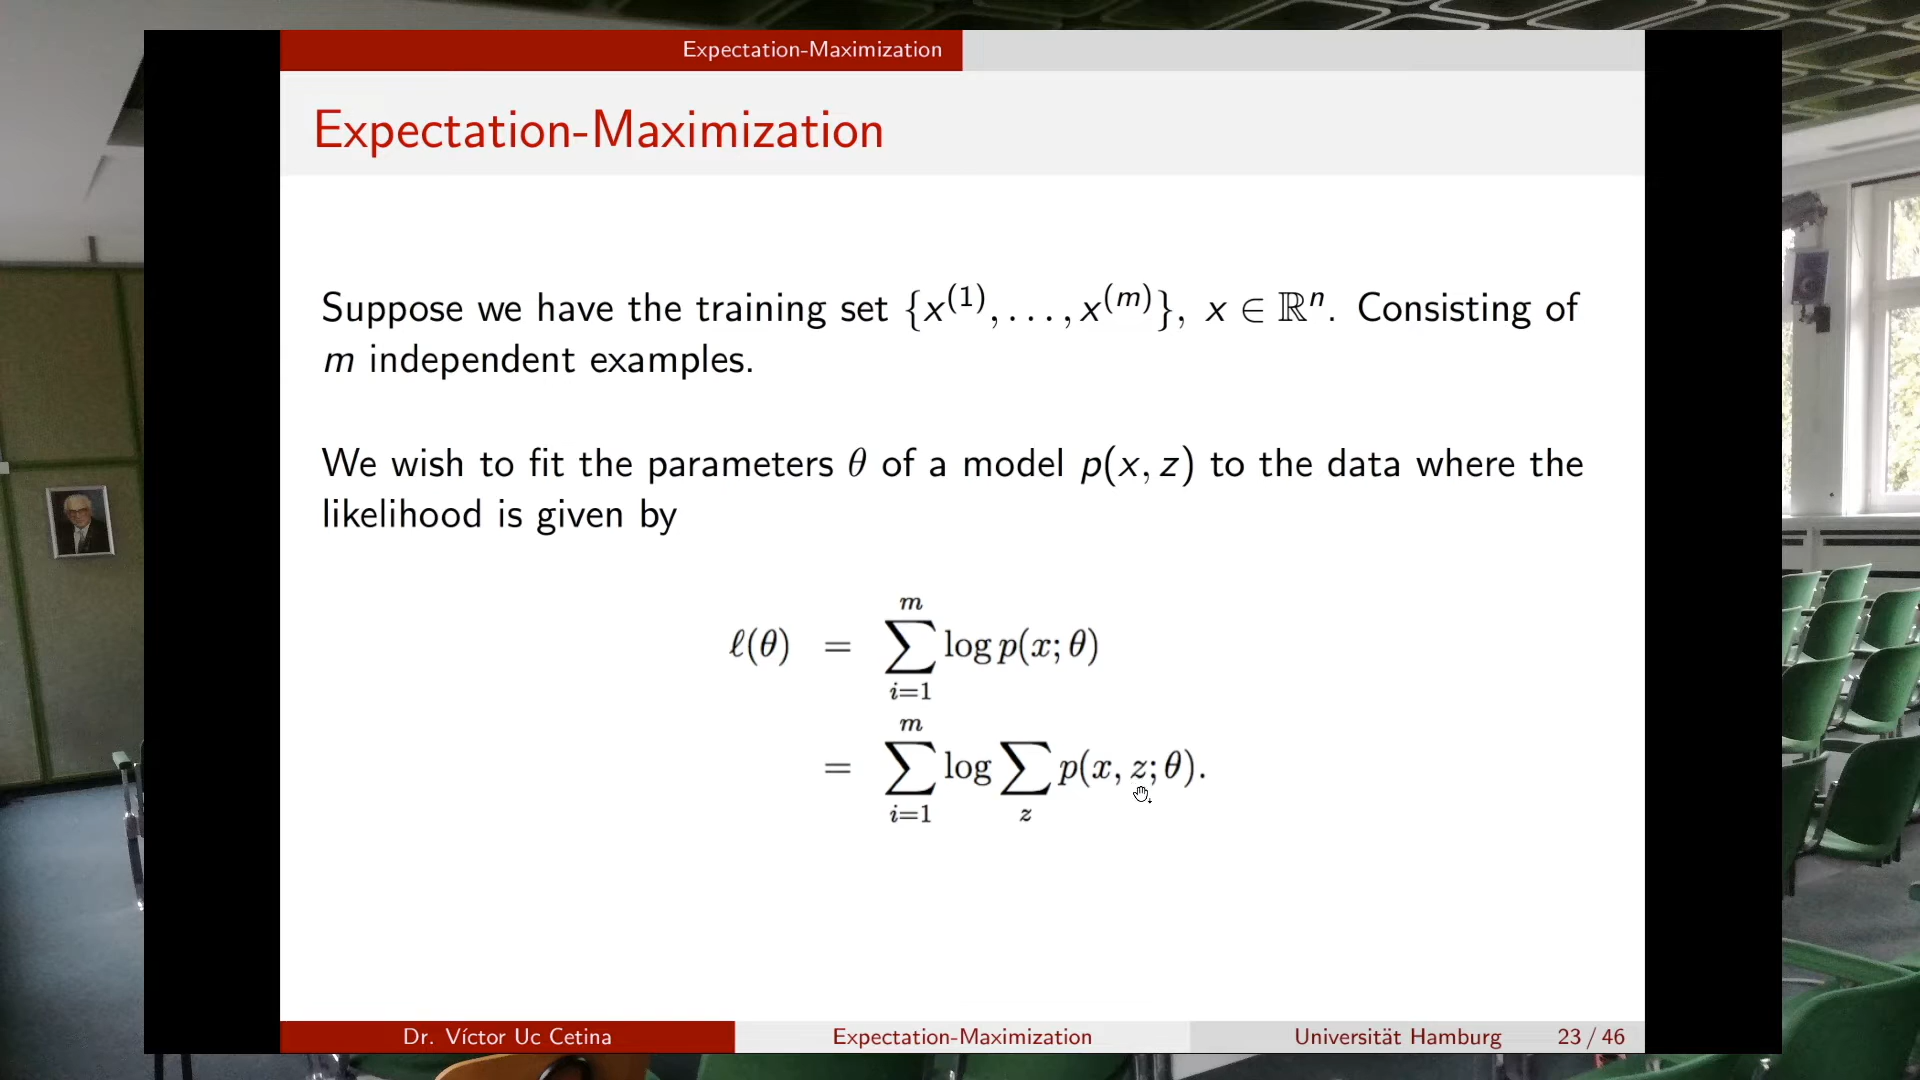 Expectation-Maximization
Expectation-Maximization
Suppose we have the training set {x^(1), . . . , x^(m)}, x ∈ ℝ^n. Consisting of
m independent examples.
We wish to fit the parameters θ of a model p(x, z) to the data where the
likelihood is given by
ℓ(θ) = ∑_{i=1}^{m} log p(x; θ)
= ∑_{i=1}^{m} log ∑_z p(x, z; θ).
Dr. Víctor Uc Cetina Expectation-Maximization Universität Hamburg 23 / 46